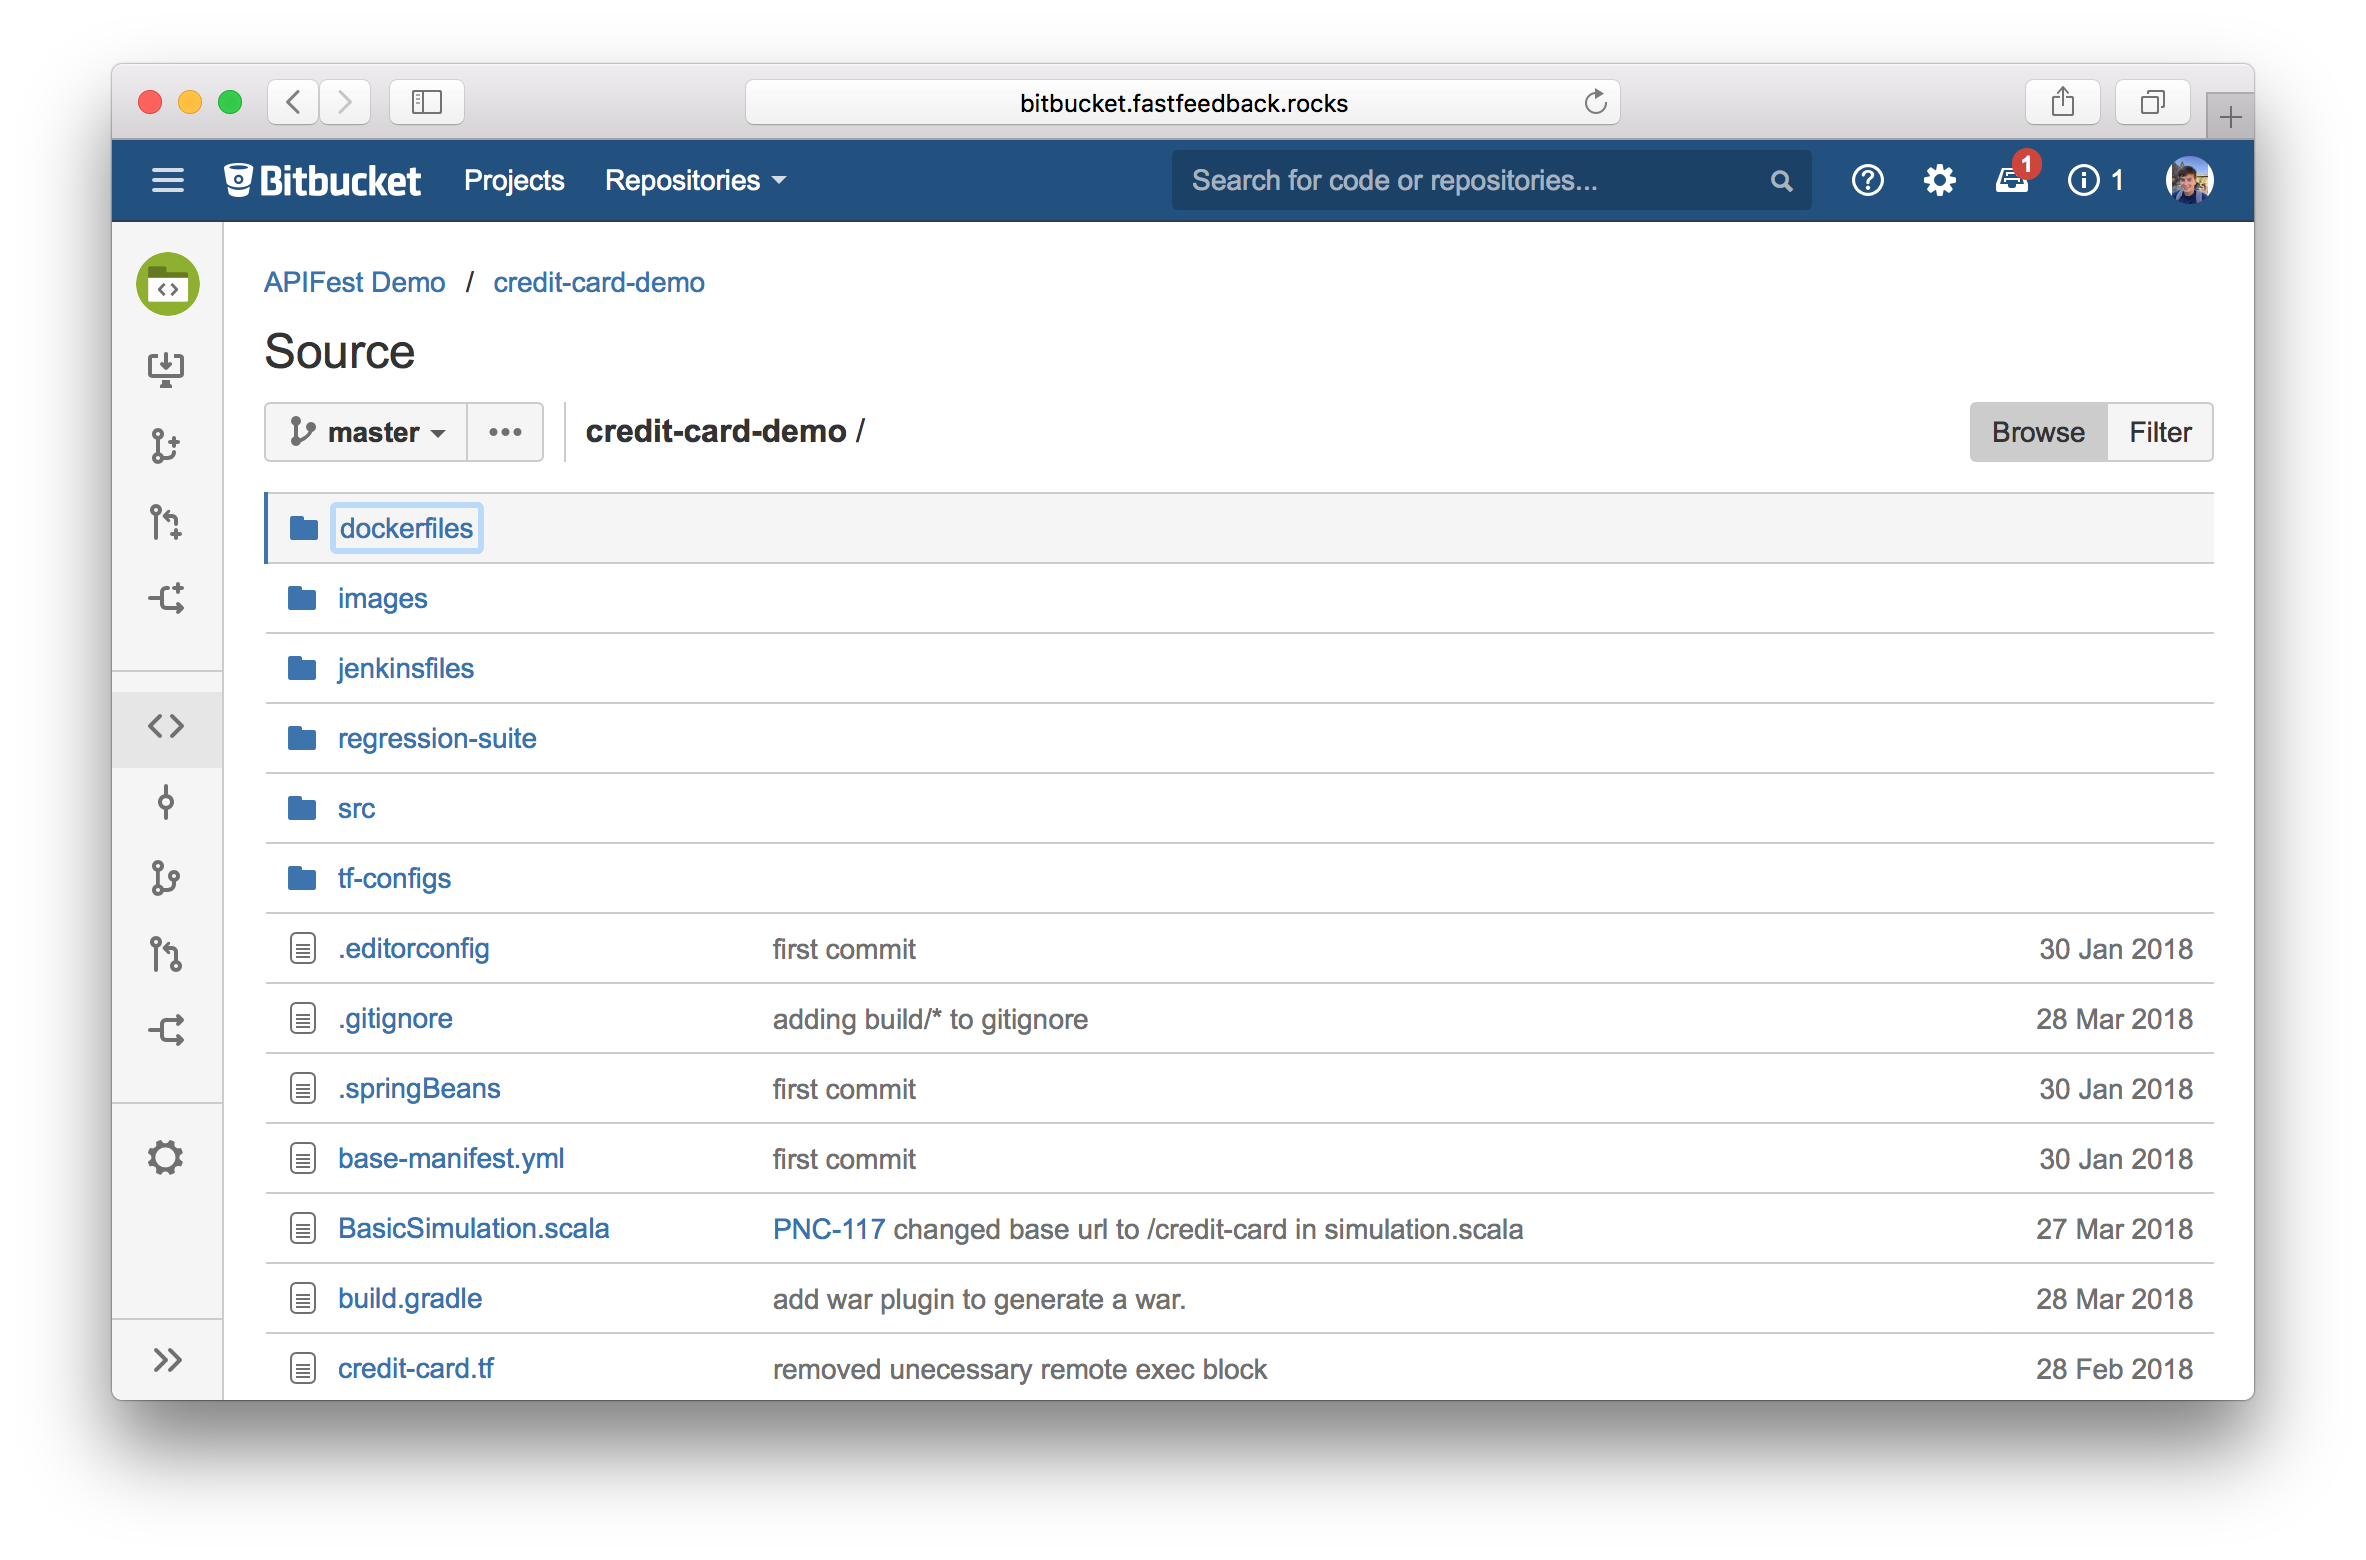 bitbucket.fastfeedback.rocks
Bitbucket Projects Repositories Search for code or repositories... 1 1
APIFest Demo / credit-card-demo
Source
master credit-card-demo / Browse Filter
dockerfiles
images
jenkinsfiles
regression-suite
src
tf-configs
.editorconfig first commit 30 Jan 2018
.gitignore adding build/* to gitignore 28 Mar 2018
.springBeans first commit 30 Jan 2018
base-manifest.yml first commit 30 Jan 2018
BasicSimulation.scala PNC-117 changed base url to /credit-card in simulation.scala 27 Mar 2018
build.gradle add war plugin to generate a war. 28 Mar 2018
credit-card.tf removed unecessary remote exec block 28 Feb 2018